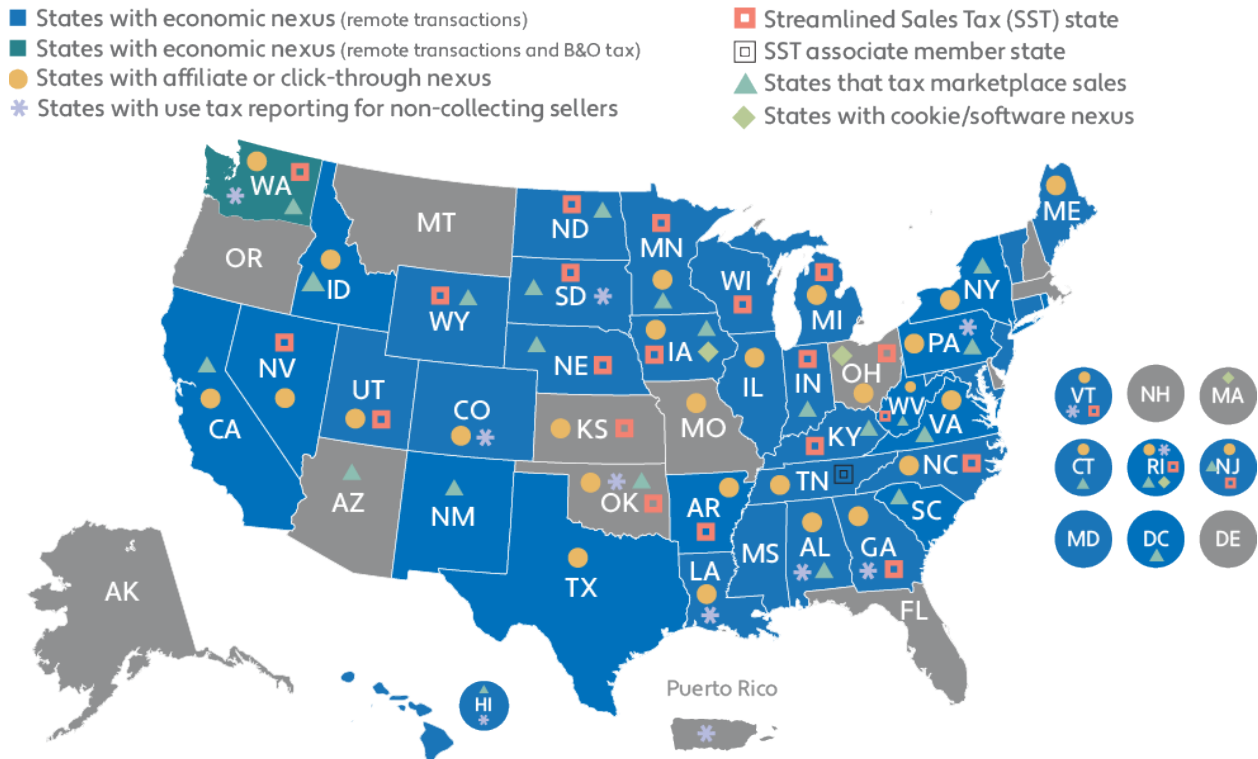 States with economic nexus (remote transactions)
States with economic nexus (remote transactions and B&O tax)
States with affiliate or click-through nexus
States with use tax reporting for non-collecting sellers
Streamlined Sales Tax (SST) state
SST associate member state
States that tax marketplace sales
States with cookie/software nexus
WA
MT
ND
MN
ME
OR
ID
WY
SD
WI
MI
NY
NV
UT
CO
NE
IA
IL
IN
OH
PA
CA
KS
MO
KY
WV
VA
AZ
NM
OK
AR
TN
NC
SC
TX
LA
MS
AL
GA
FL
AK
HI
Puerto Rico
VT
NH
MA
CT
RI
NJ
MD
DC
DE